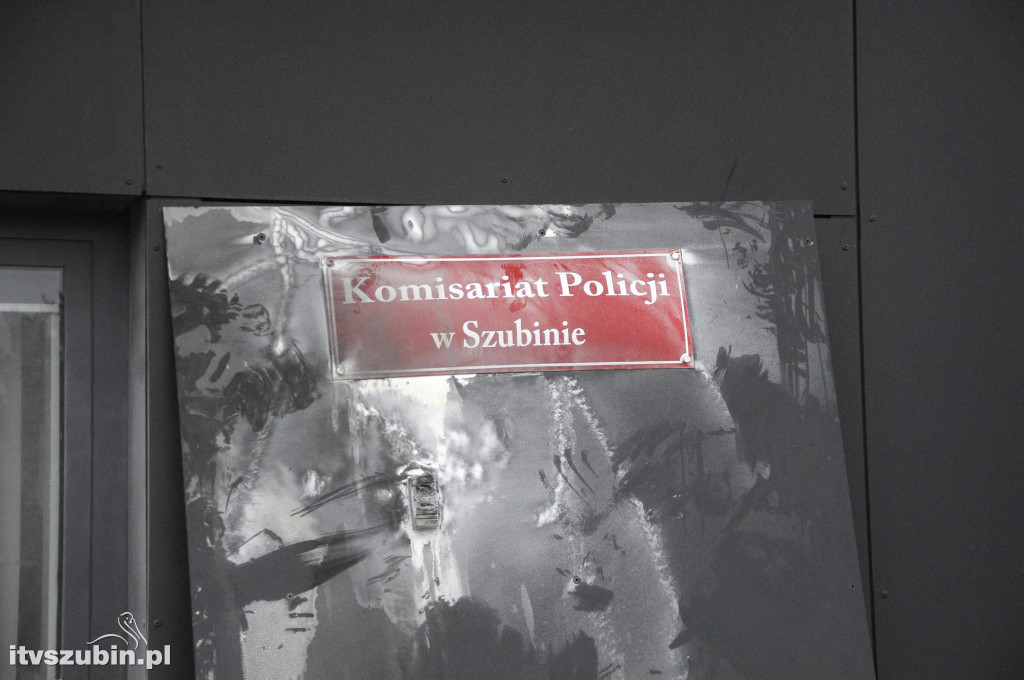 Komisariat Policji
w Szubinie
itvszubin.pl